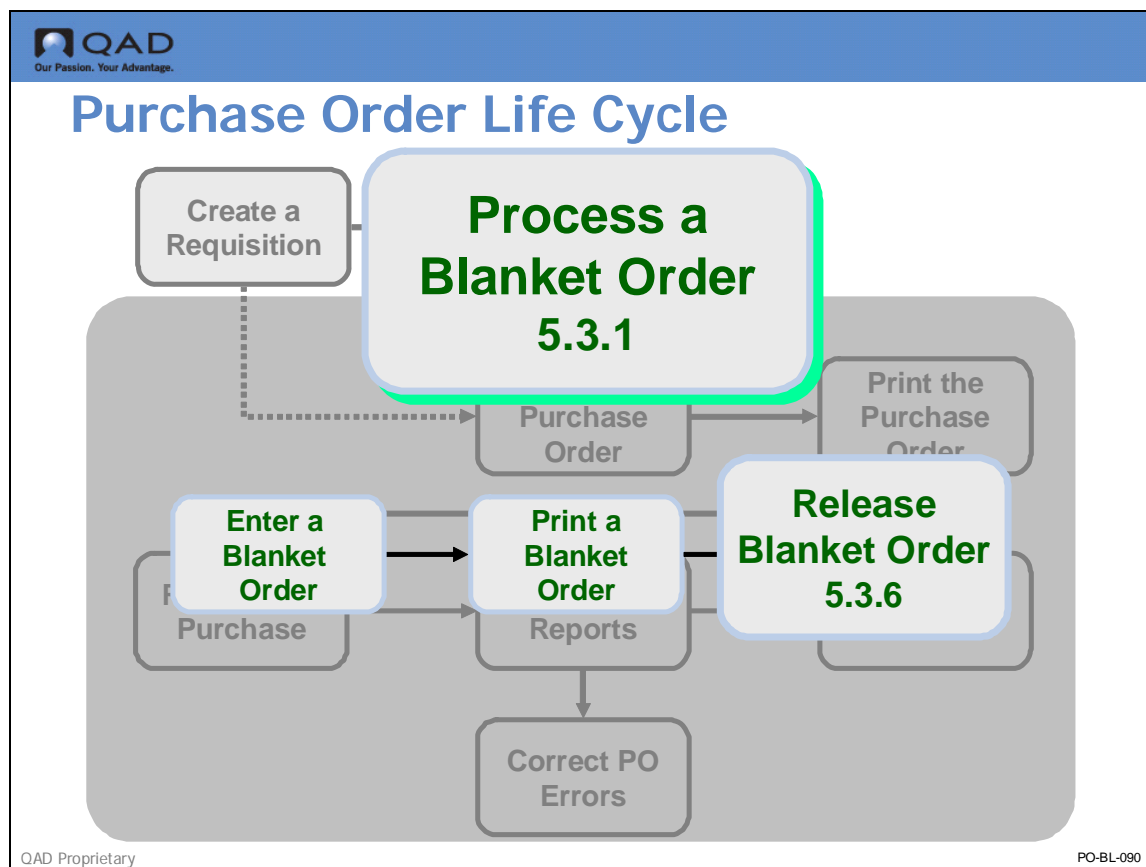 QAD
Our Passion. Your Advantage.
Purchase Order Life Cycle
Create a
Requisition
Process a
Blanket Order
5.3.1
Purchase
Order
Print the
Purchase
Order
Enter a
Blanket
Order
Print a
Blanket
Order
Release
Blanket Order
5.3.6
Purchase
Reports
Correct PO
Errors
QAD Proprietary
PO-BL-090